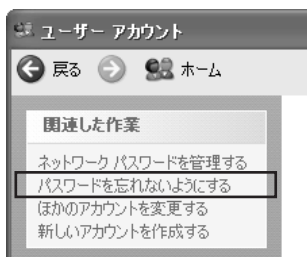 ユーザー アカウント
戻る
ホーム
関連した作業
ネットワーク パスワードを管理する
パスワードを忘れないようにする
ほかのアカウントを変更する
新しいアカウントを作成する